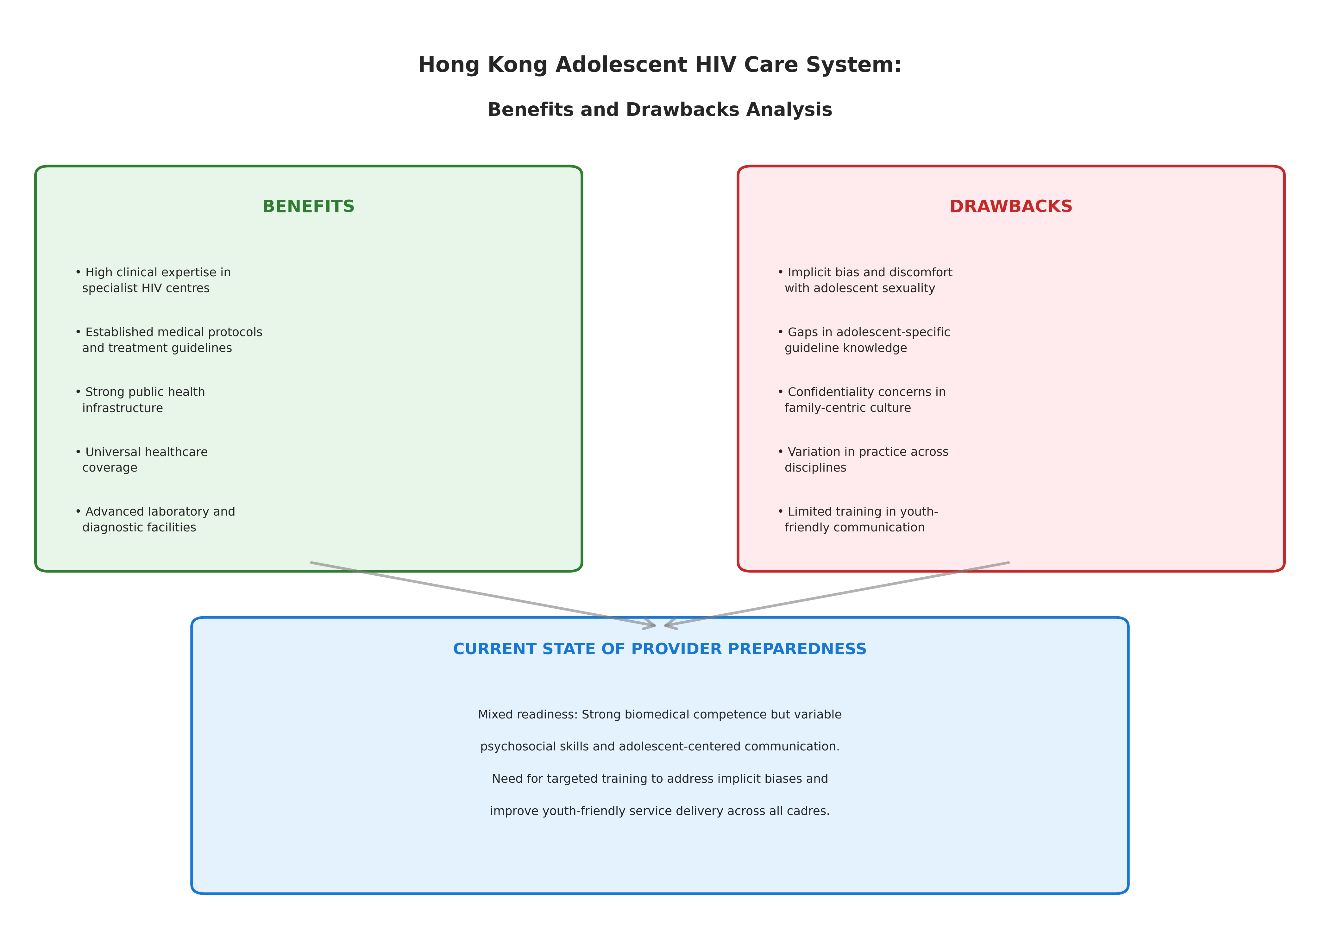 Hong Kong Adolescent HIV Care System:
Benefits and Drawbacks Analysis
BENEFITS
• High clinical expertise in
specialist HIV centres
• Established medical protocols
and treatment guidelines
• Strong public health
infrastructure
• Universal healthcare
coverage
• Advanced laboratory and
diagnostic facilities
DRAWBACKS
• Implicit bias and discomfort
with adolescent sexuality
• Gaps in adolescent-specific
guideline knowledge
• Confidentiality concerns in
family-centric culture
• Variation in practice across
disciplines
• Limited training in youth-
friendly communication
CURRENT STATE OF PROVIDER PREPAREDNESS
Mixed readiness: Strong biomedical competence but variable
psychosocial skills and adolescent-centered communication.
Need for targeted training to address implicit biases and
improve youth-friendly service delivery across all cadres.